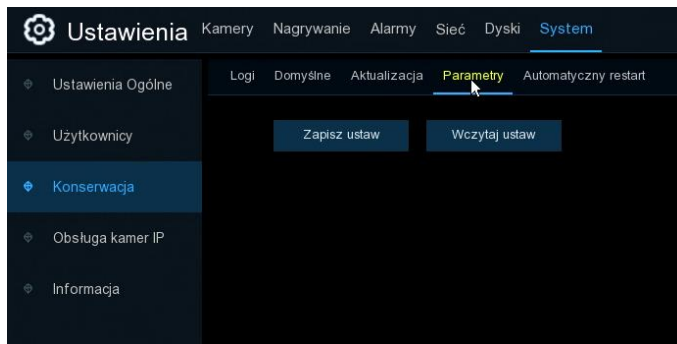 Ustawienia Kamery Nagrywanie Alarmy Sieć Dyski System
Logi Domyślne Aktualizacja Parametry Automatyczny restart
Ustawienia Ogólne
Użytkownicy
Zapisz ustaw Wczytaj ustaw
Konserwacja
Obsługa kamer IP
Informacja